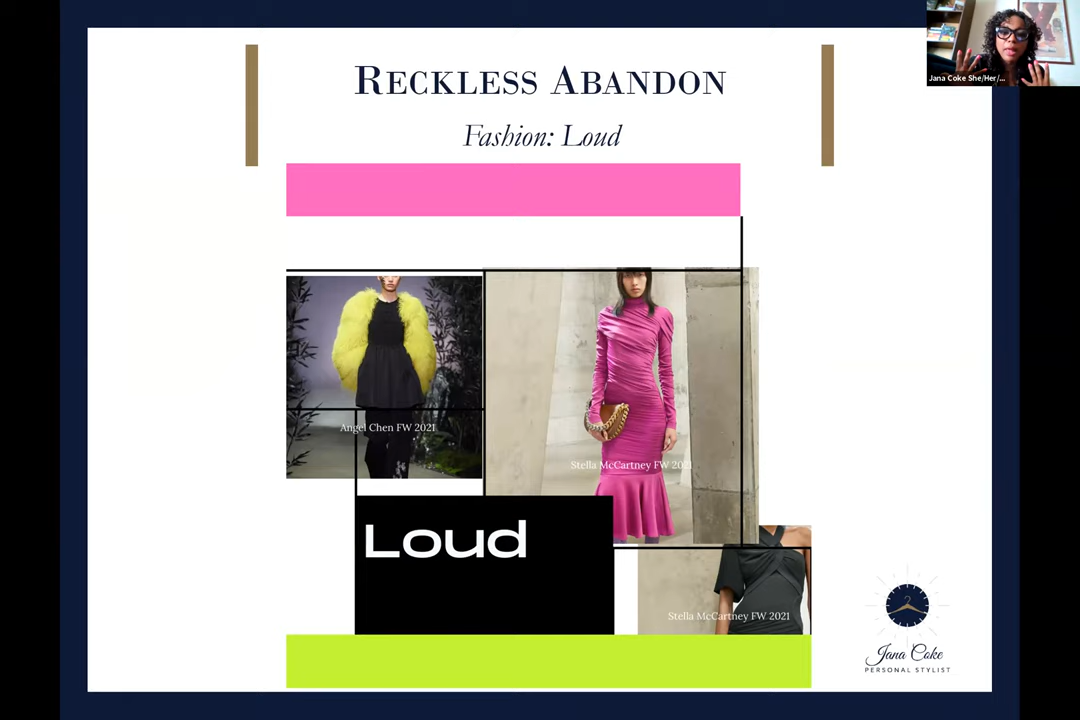 Jana Coke She/Her/...
RECKLESS ABANDON
Fashion: Loud
Angel Chen FW 2021
Stella McCartney FW 2021
Loud
Stella McCartney FW 2021
Jana Coke
PERSONAL STYLIST